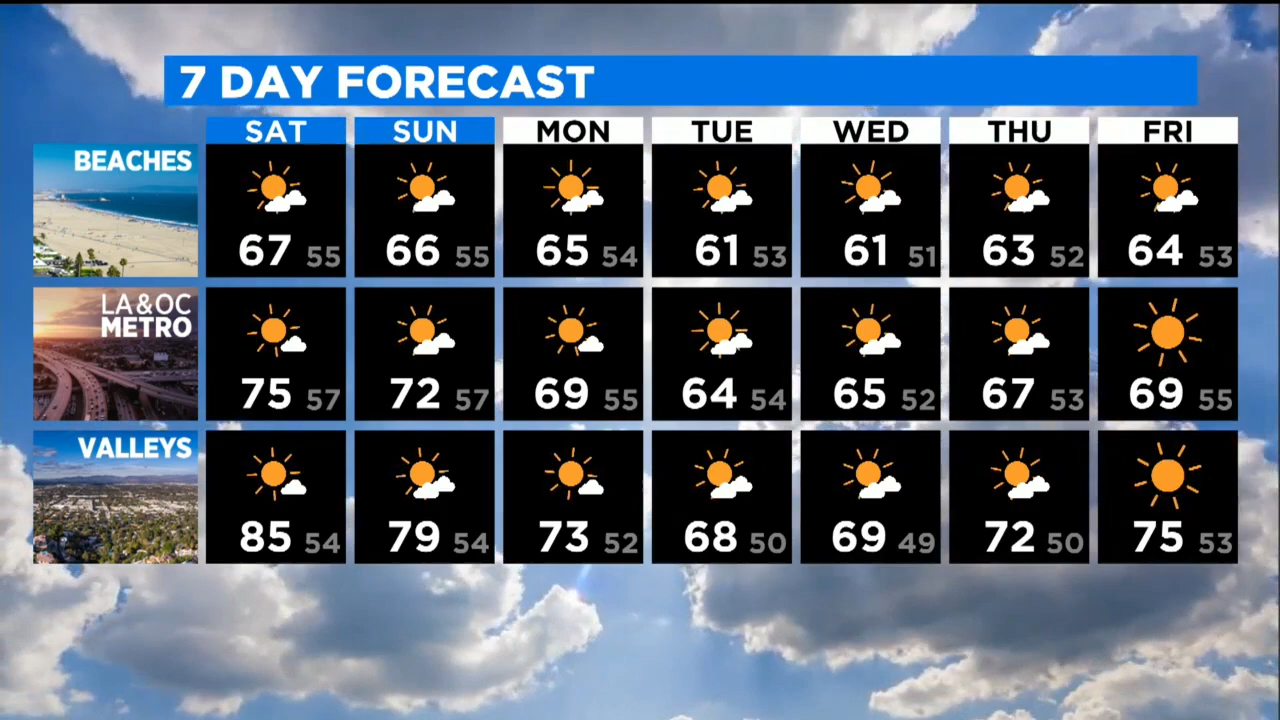 7 DAY FORECAST
SAT SUN MON TUE WED THU FRI
BEACHES
67 55 66 55 65 54 61 53 61 51 63 52 64 53
LA&OC
METRO
75 57 72 57 69 55 64 54 65 52 67 53 69 55
VALLEYS
85 54 79 54 73 52 68 50 69 49 72 50 75 53